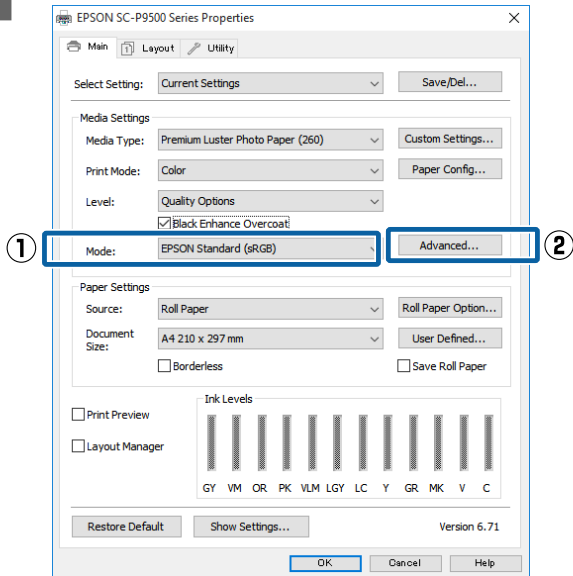 EPSON SC-P9500 Series Properties
Main Layout Utility
Select Setting: Current Settings Save/Del...
Media Settings
Media Type: Premium Luster Photo Paper (260) Custom Settings...
Print Mode: Color Paper Config...
Level: Quality Options
Black Enhance Overcoat
① Mode: EPSON Standard (sRGB) Advanced... ②
Paper Settings
Source: Roll Paper Roll Paper Option...
Document
Size: A4 210 x 297 mm User Defined...
Borderless Save Roll Paper
Ink Levels
Print Preview
Layout Manager
GY VM OR PK VLM LGY LC Y GR MK V C
Restore Default Show Settings... Version 6.71
OK Cancel Help